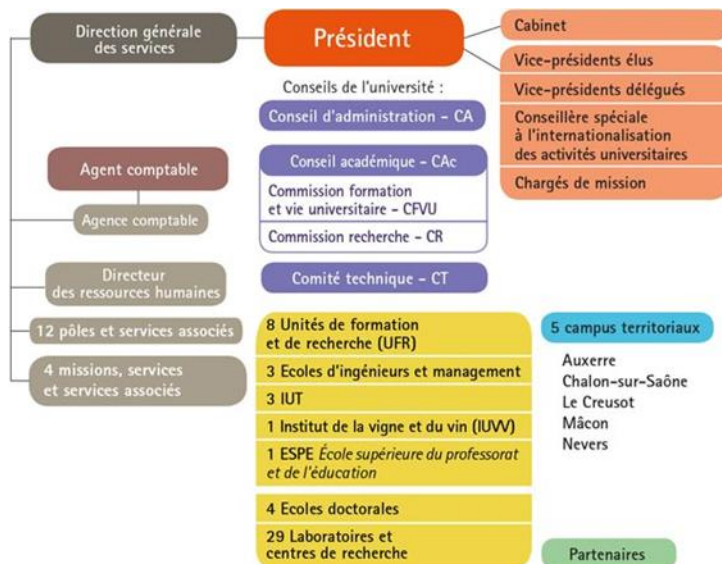 Direction générale
des services
Président
Cabinet
Vice-présidents élus
Vice-présidents délégués
Conseillère spéciale
à l'internationalisation
des activités universitaires
Chargés de mission
Conseils de l'université :
Conseil d'administration - CA
Agent comptable
Agence comptable
Conseil académique - CAc
Commission formation
et vie universitaire - CFVU
Commission recherche - CR
Comité technique - CT
Directeur
des ressources humaines
12 pôles et services associés
4 missions, services
et services associés
8 Unités de formation
et de recherche (UFR)
3 Ecoles d'ingénieurs et management
3 IUT
1 Institut de la vigne et du vin (IUVV)
1 ESPE École supérieure du professorat
et de l'éducation
4 Ecoles doctorales
29 Laboratoires et
centres de recherche
5 campus territoriaux
Auxerre
Chalon-sur-Saône
Le Creusot
Mâcon
Nevers
Partenaires